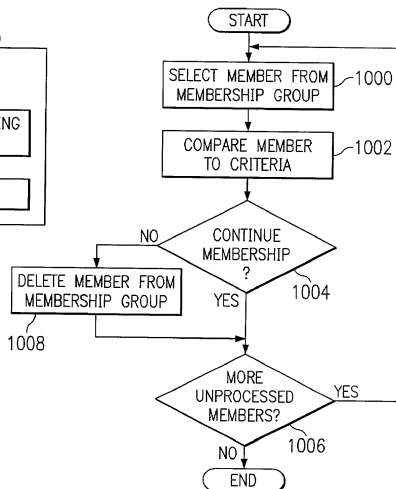 START
SELECT MEMBER FROM
MEMBERSHIP GROUP
1000
ING
COMPARE MEMBER
TO CRITERIA
1002
NO
CONTINUE
MEMBERSHIP
?
1004
YES
DELETE MEMBER FROM
MEMBERSHIP GROUP
1008
MORE
UNPROCESSED
MEMBERS?
YES
1006
NO
END